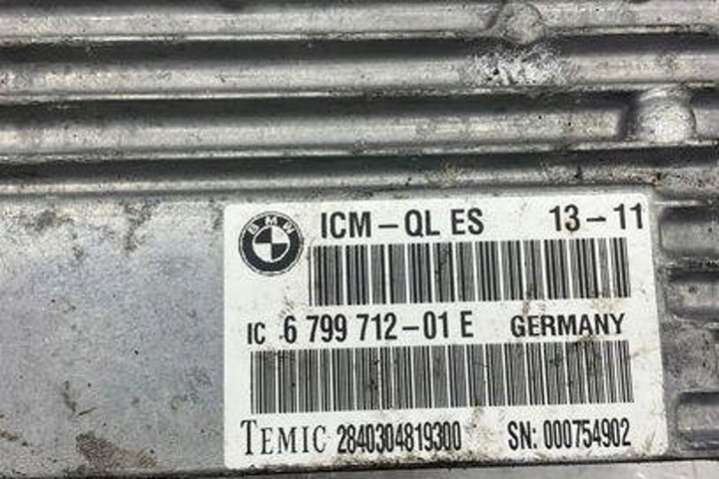 BMW
ICM-QL ES 13-11
IC 6 799 712-01 E GERMANY
TEMIC 2840304819300 SN: 000754902